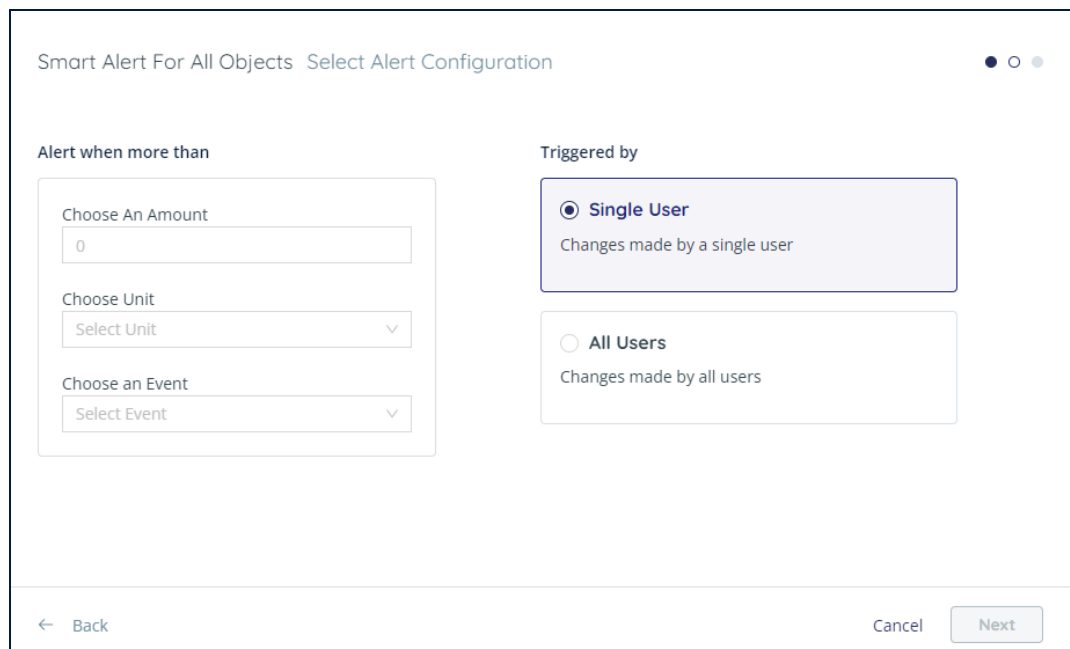 Smart Alert For All Objects Select Alert Configuration
Alert when more than
Choose An Amount
0
Choose Unit
Select Unit
Choose an Event
Select Event
Triggered by
Single User
Changes made by a single user
All Users
Changes made by all users
Back
Cancel
Next